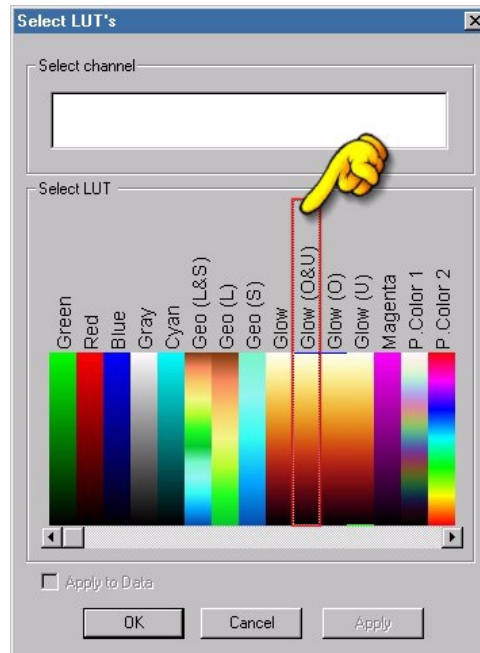 Select LUT's
Select channel
Select LUT
Green
Red
Blue
Gray
Cyan
Geo (L&S)
Geo (L)
Geo (S)
Glow
Glow (O&U)
Glow (O)
Glow (U)
Magenta
P.Color 1
P.Color 2
Apply to Data
OK
Cancel
Apply